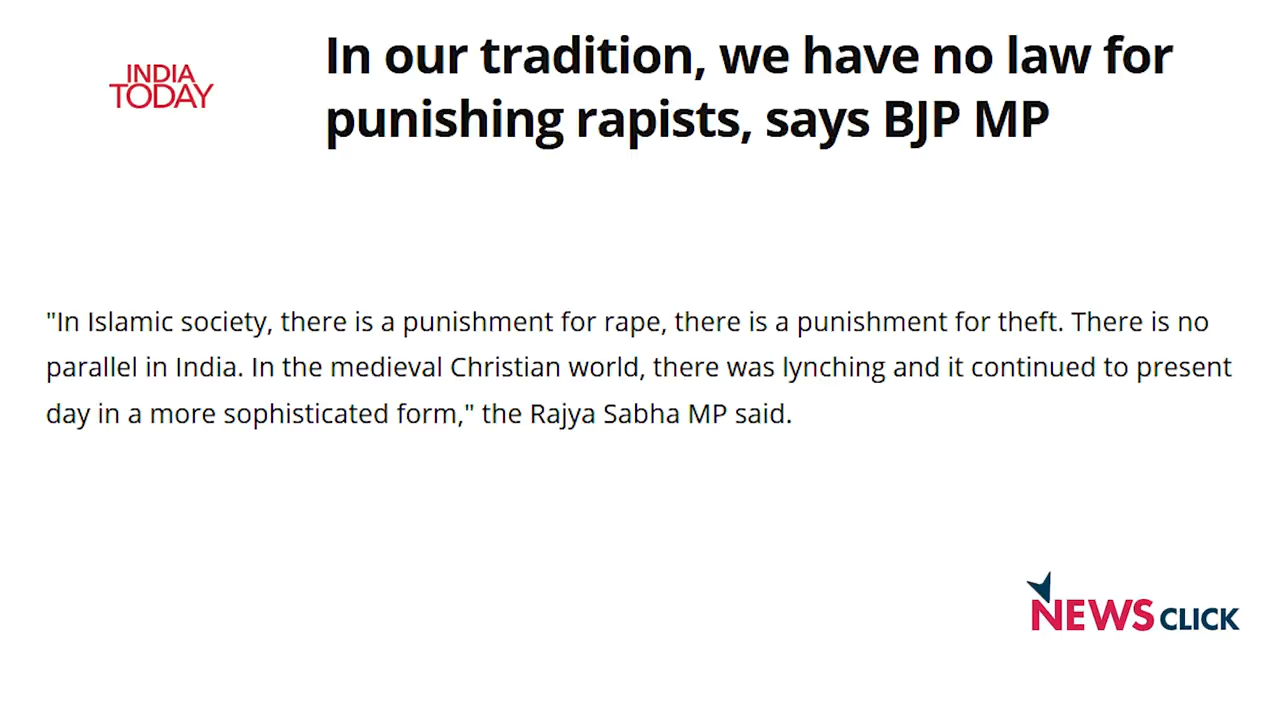 INDIA
TODAY
In our tradition, we have no law for
punishing rapists, says BJP MP
"In Islamic society, there is a punishment for rape, there is a punishment for theft. There is no
parallel in India. In the medieval Christian world, there was lynching and it continued to present
day in a more sophisticated form," the Rajya Sabha MP said.
NEWSCLICK